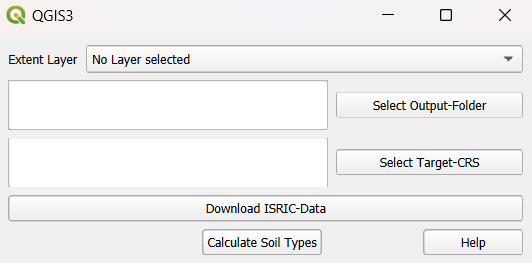 QGIS3
Extent Layer No Layer selected
Select Output-Folder
Select Target-CRS
Download ISRIC-Data
Calculate Soil Types Help